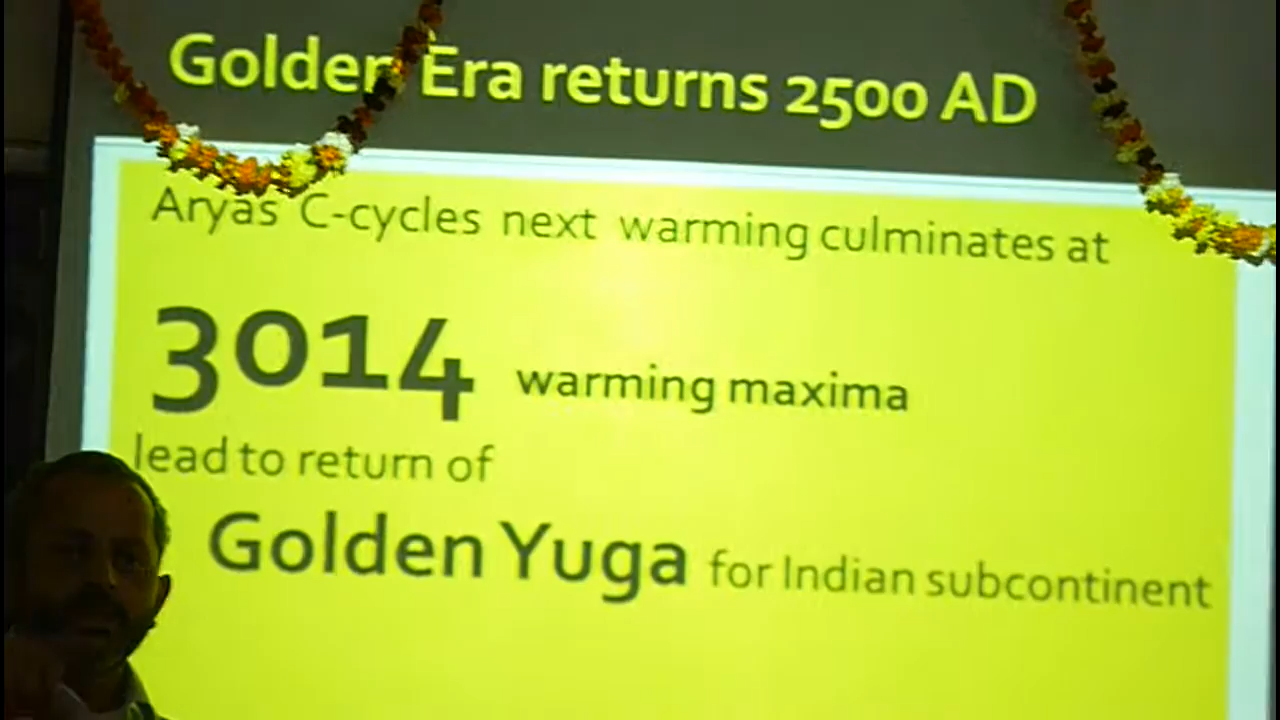 Golden Era returns 2500 AD
Aryas C-cycles next warming culminates at
3014 warming maxima
lead to return of
Golden Yuga for Indian subcontinent